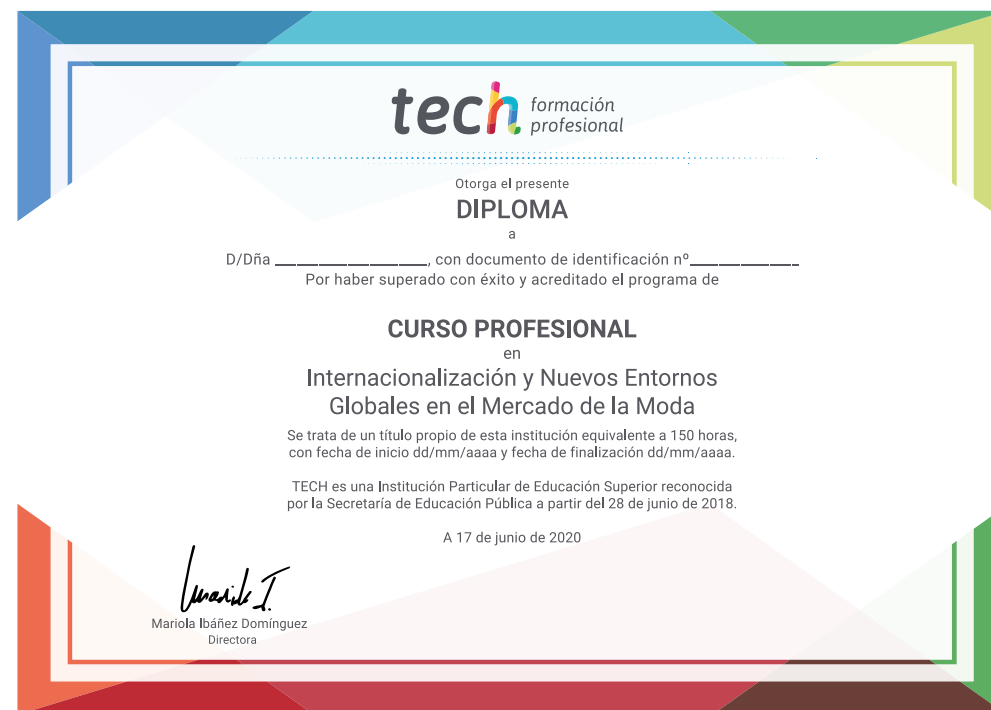 tech formación
profesional
Otorga el presente
DIPLOMA
a
D/Dña ____________________, con documento de identificación nº______________
Por haber superado con éxito y acreditado el programa de
CURSO PROFESIONAL
en
Internacionalización y Nuevos Entornos
Globales en el Mercado de la Moda
Se trata de un título propio de esta institución equivalente a 150 horas,
con fecha de inicio dd/mm/aaaa y fecha de finalización dd/mm/aaaa.
TECH es una Institución Particular de Educación Superior reconocida
por la Secretaría de Educación Pública a partir del 28 de junio de 2018.
A 17 de junio de 2020
Mariola I.
Mariola Ibáñez Domínguez
Directora